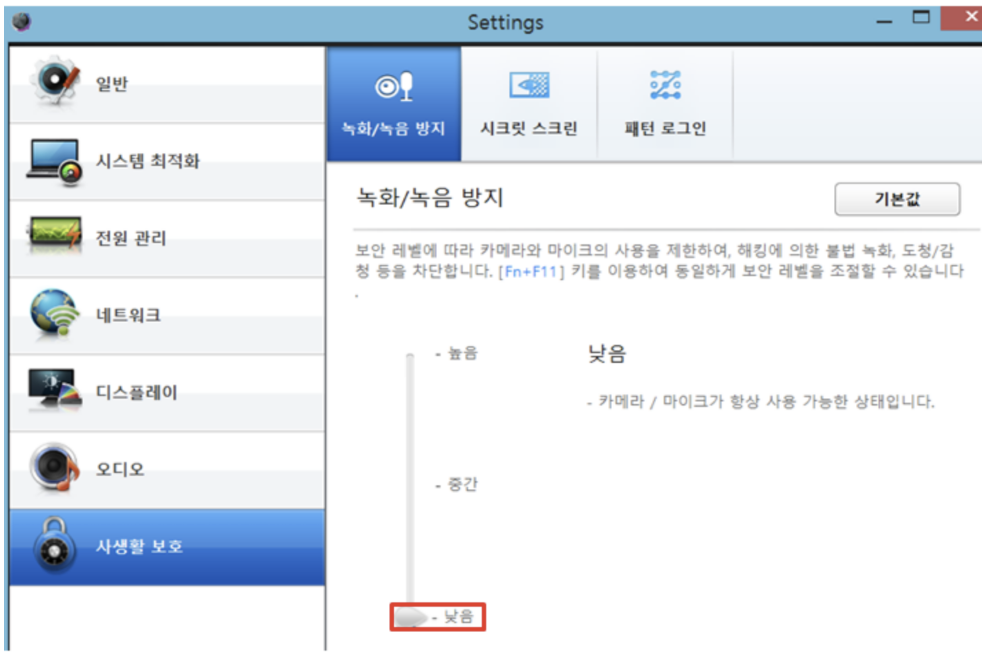 Settings
일반
시스템 최적화
전원 관리
네트워크
디스플레이
오디오
사생활 보호
녹화/녹음 방지
시크릿 스크린
패턴 로그인
녹화/녹음 방지
기본값
보안 레벨에 따라 카메라와 마이크의 사용을 제한하여, 해킹에 의한 불법 녹화, 도청/감
청 등을 차단합니다. [Fn+F11] 키를 이용하여 동일하게 보안 레벨을 조절할 수 있습니다
.
- 높음
낮음
- 카메라 / 마이크가 항상 사용 가능한 상태입니다.
- 중간
- 낮음